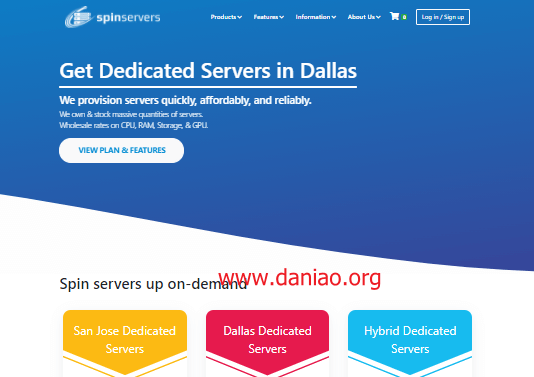 spinservers
Products Features Information About Us 0 Log in / Sign up
Get Dedicated Servers in Dallas
We provision servers quickly, affordably, and reliably.
We own & stock massive quantities of servers.
Wholesale rates on CPU, RAM, Storage, & GPU.
VIEW PLAN & FEATURES
Spin servers up on-demand
www.daniao.org
San Jose Dedicated
Servers
Dallas Dedicated
Servers
Hybrid Dedicated
Servers